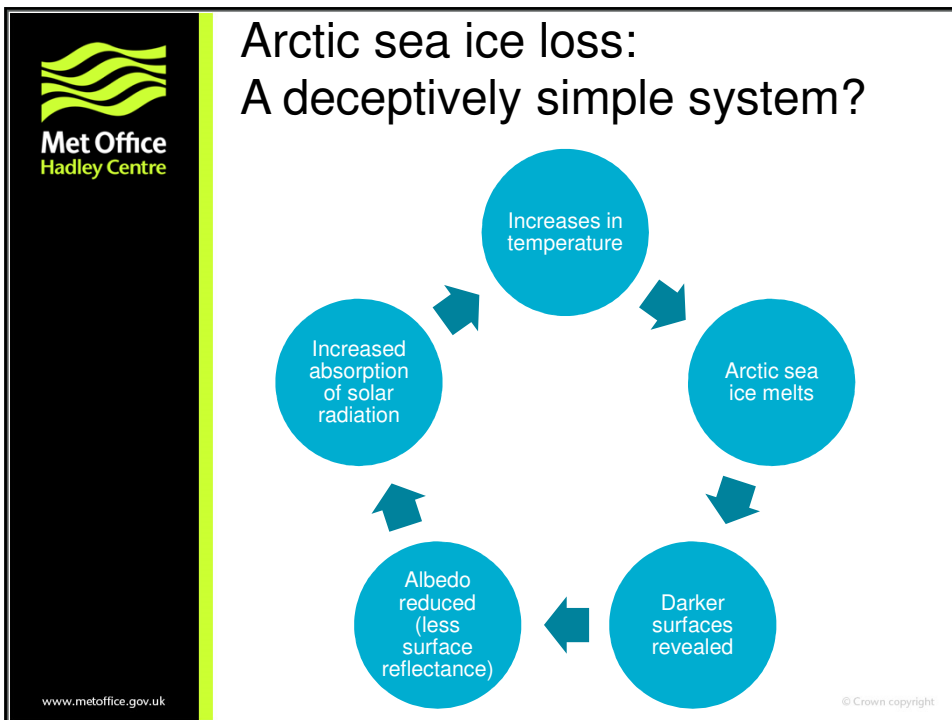 Arctic sea ice loss:
A deceptively simple system?
Met Office
Hadley Centre
Increases in
temperature
Arctic sea
ice melts
Darker
surfaces
revealed
Albedo
reduced
(less
surface
reflectance)
Increased
absorption
of solar
radiation
www.metoffice.gov.uk
© Crown copyright